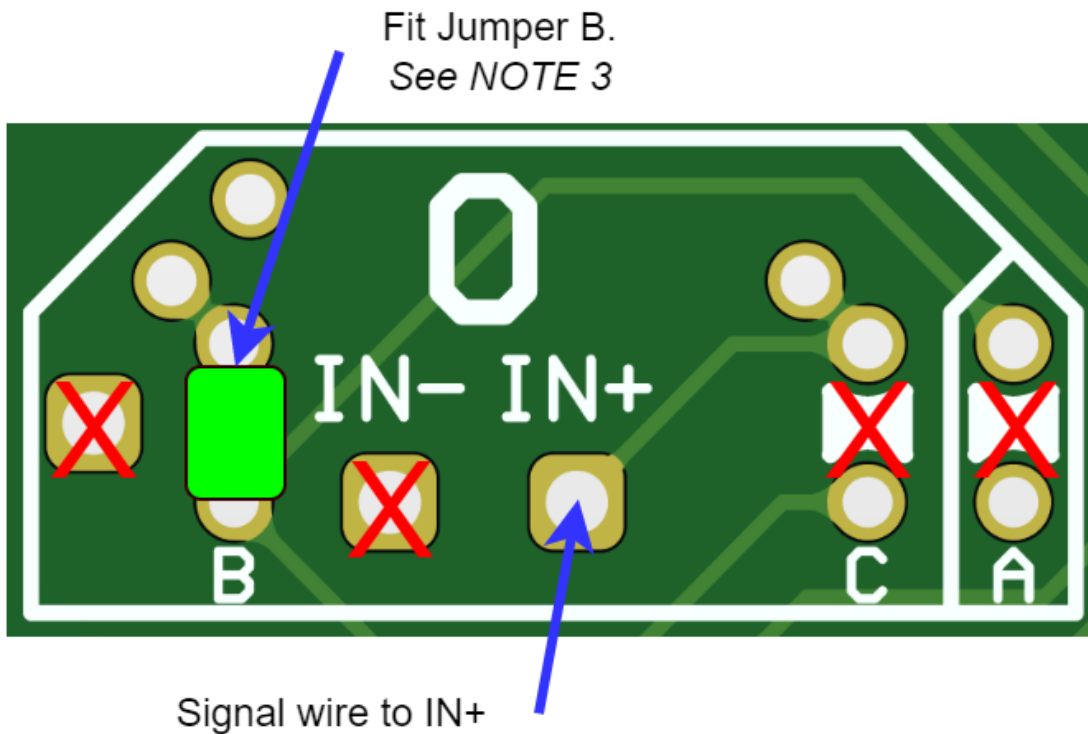 Fit Jumper B.
See NOTE 3
0
IN- IN+
B
C
A
Signal wire to IN+